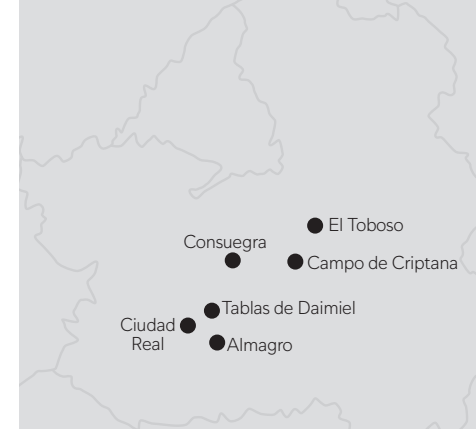 El Toboso
Consuegra
Campo de Criptana
Tablas de Daimiel
Ciudad
Real
Almagro